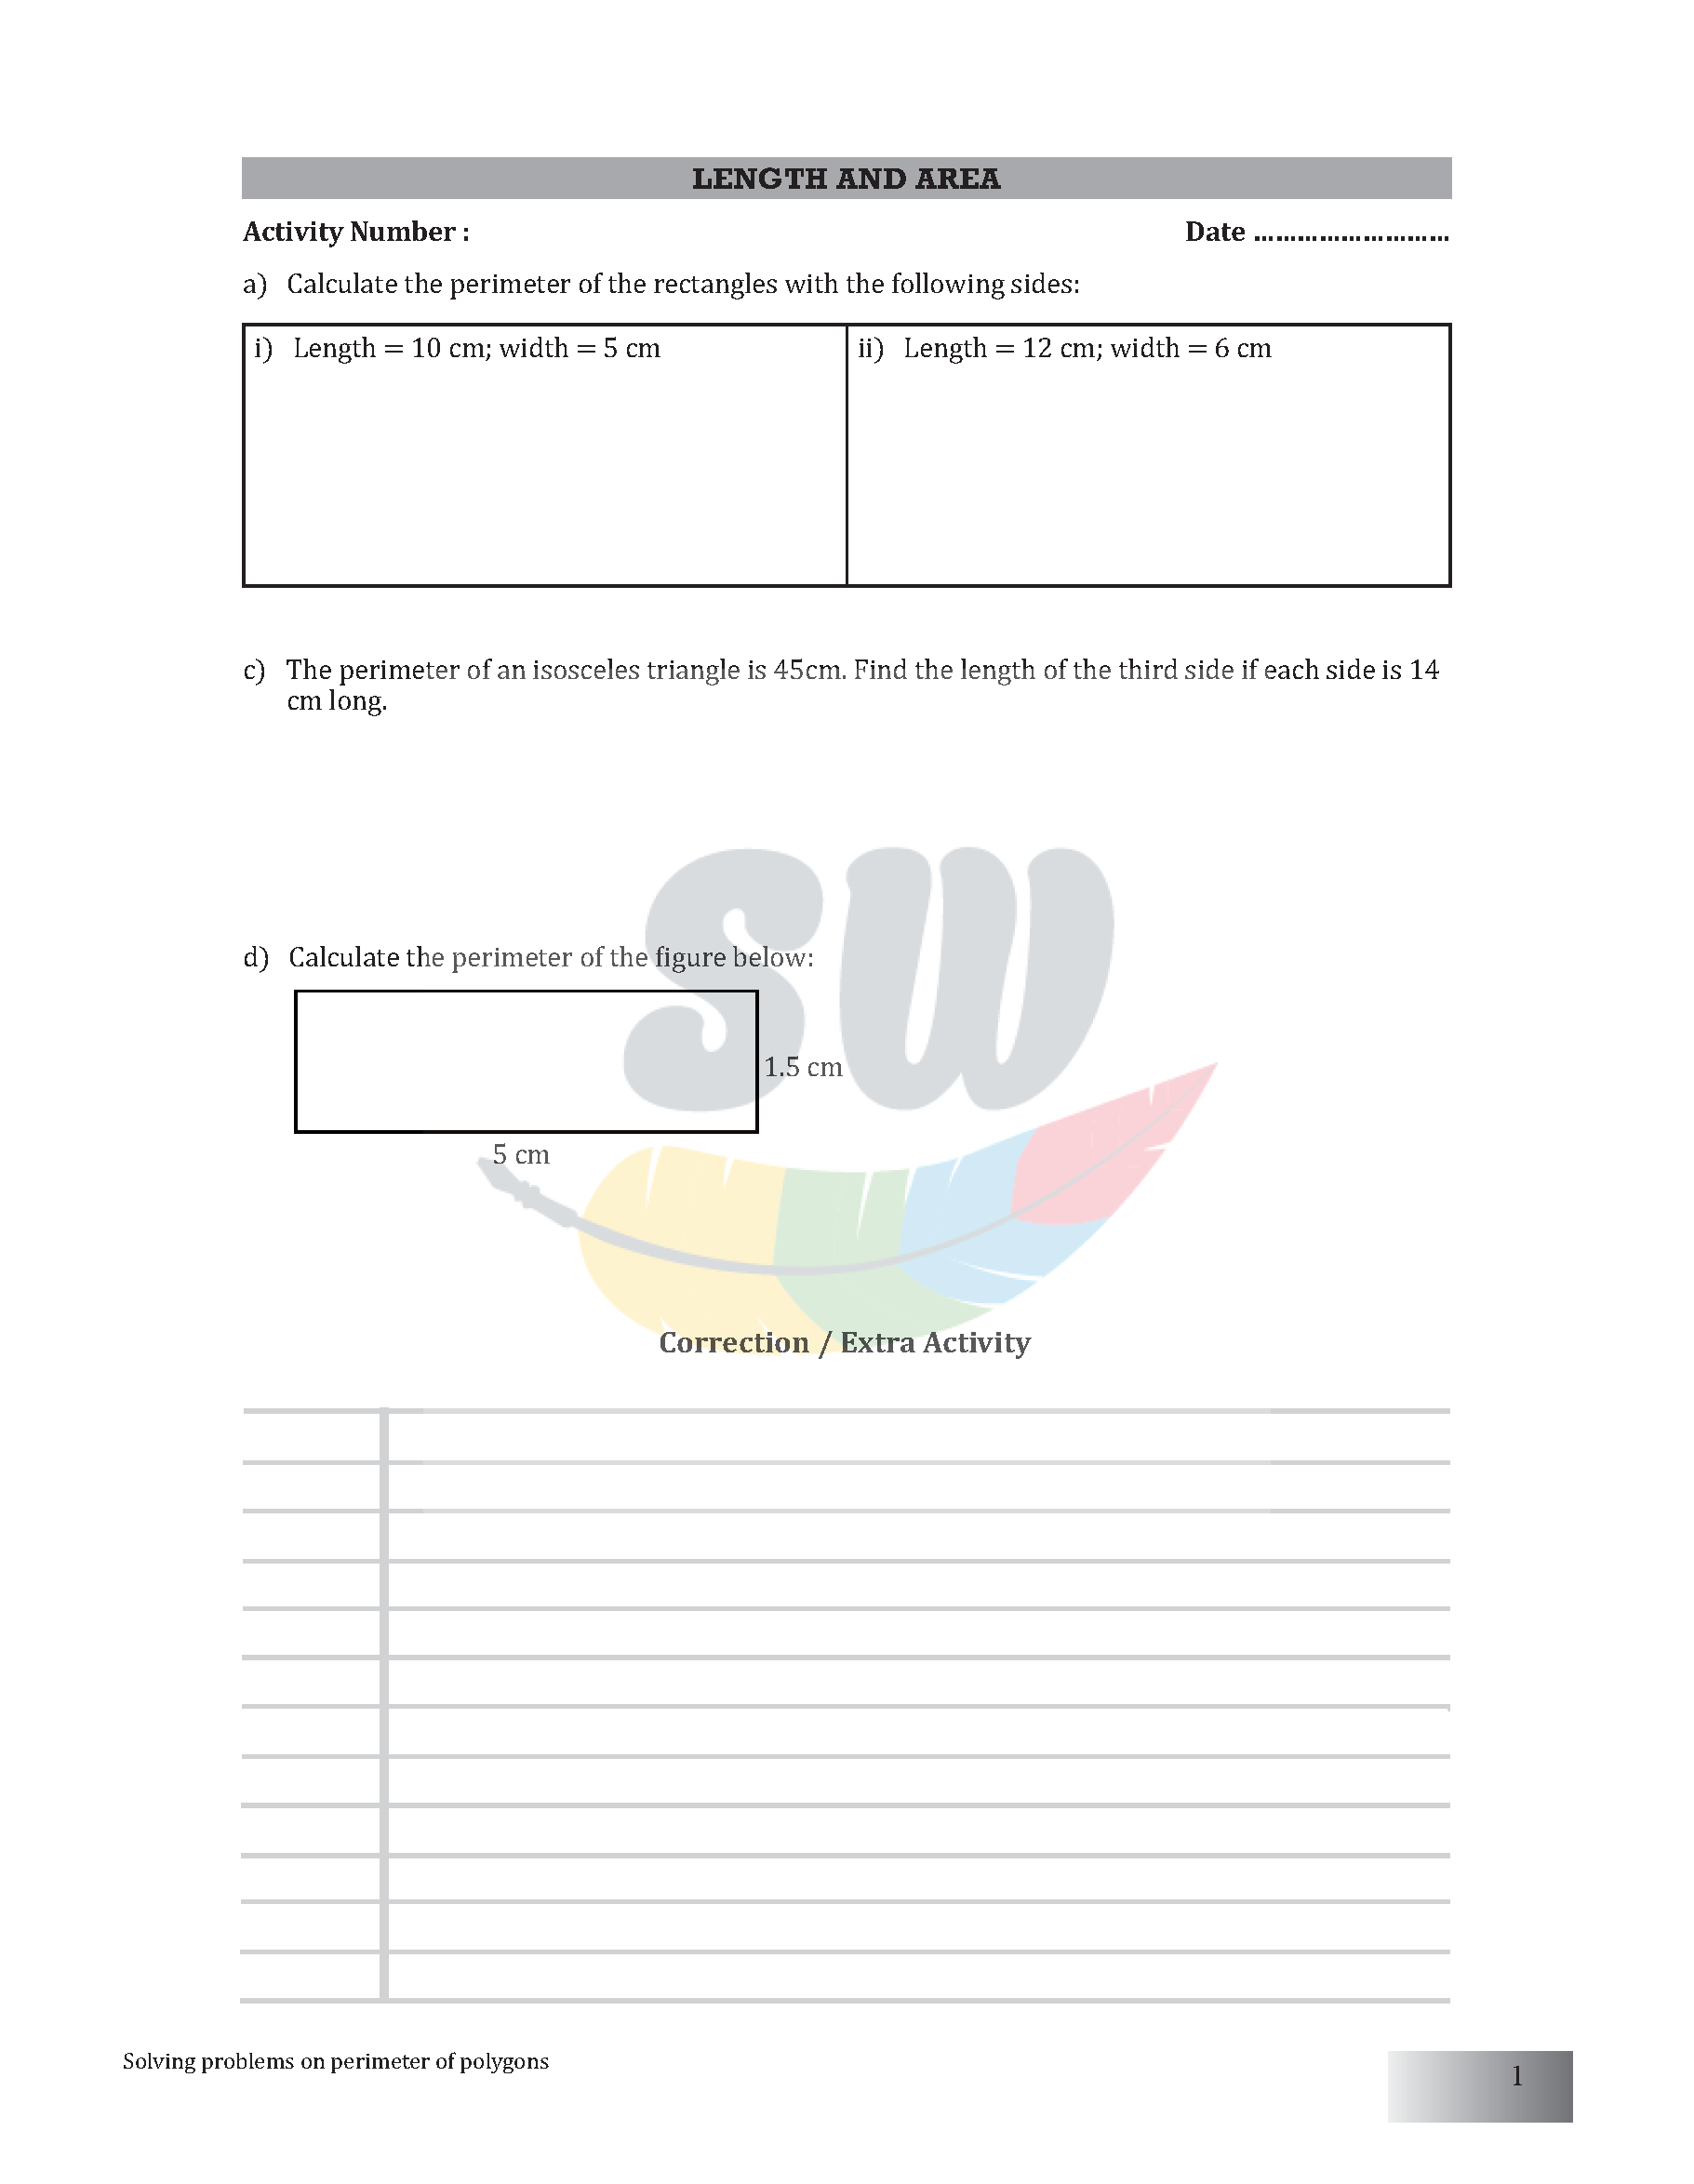 LENGTH AND AREA
Activity Number :
Date ...........................
a) Calculate the perimeter of the rectangles with the following sides:
i) Length = 10 cm; width = 5 cm
ii) Length = 12 cm; width = 6 cm
c) The perimeter of an isosceles triangle is 45cm. Find the length of the third side if each side is 14
cm long.
SW
d) Calculate the perimeter of the figure below:
1.5 cm
5 cm
Correction / Extra Activity
Solving problems on perimeter of polygons
1